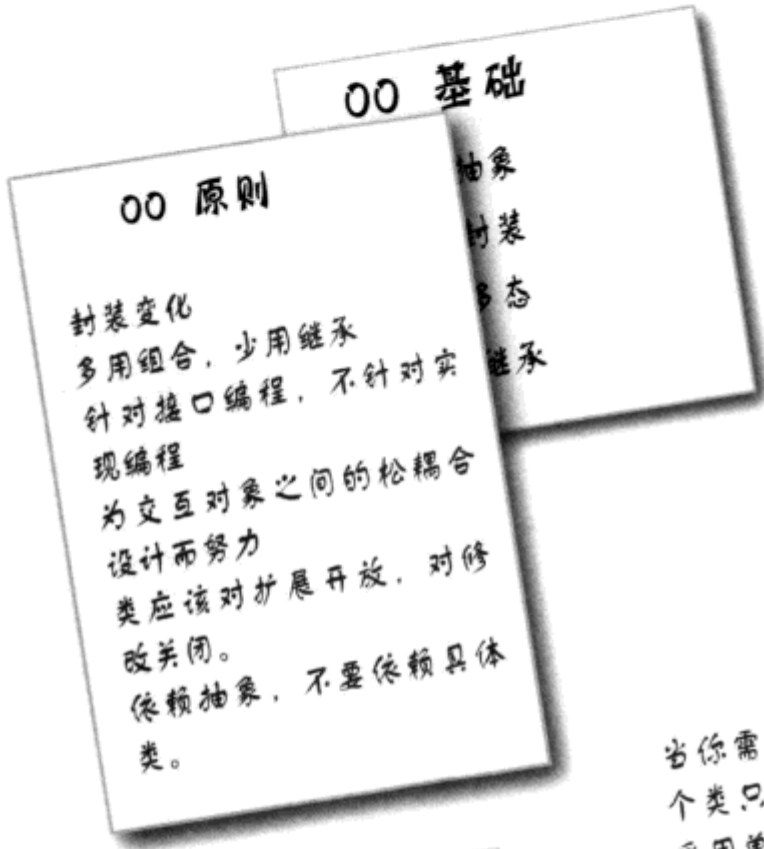 OO 基础
抽象
封装
多态
继承
OO 原则
封装变化
多用组合，少用继承
针对接口编程，不针对实
现编程
为交互对象之间的松耦合
设计而努力
类应该对扩展开放，对修
改关闭。
依赖抽象，不要依赖具体
类。
当你需
个类只